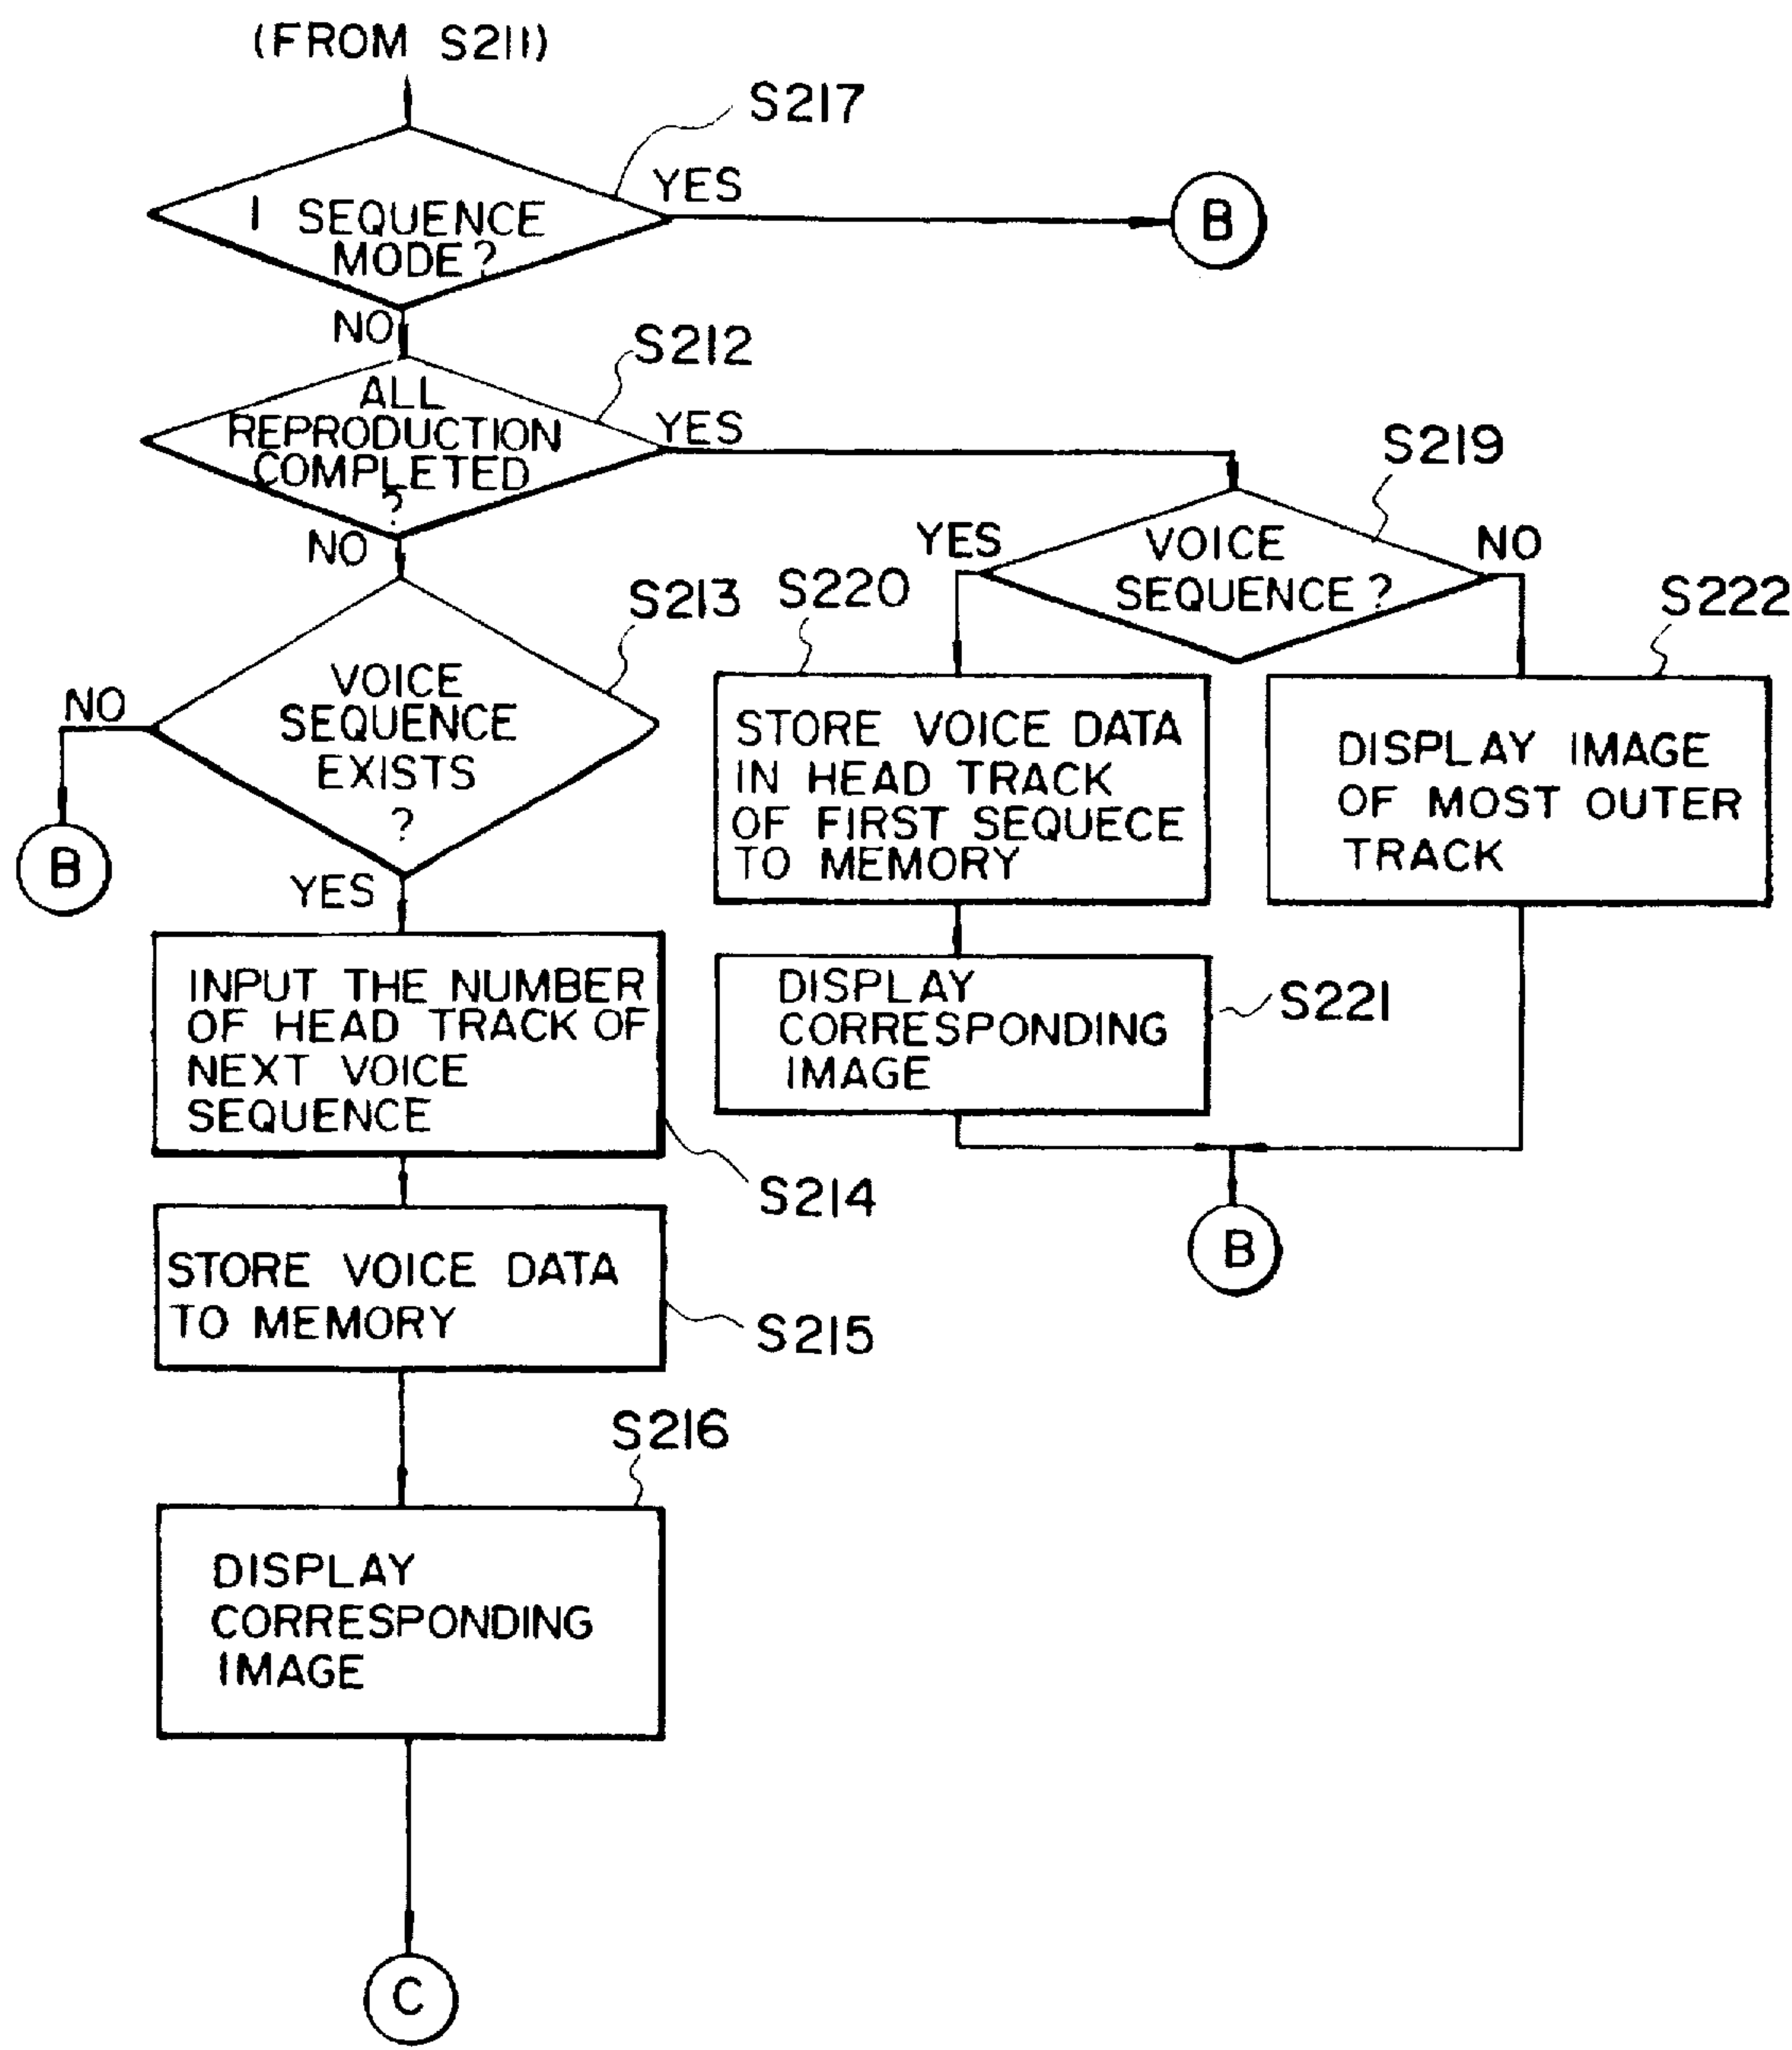 (FROM S211)
S217
YES
1 SEQUENCE
MODE?
B
NO
S212
ALL
REPRODUCTION
COMPLETED
?
YES
NO
S219
VOICE
SEQUENCE?
YES
NO
S213
VOICE
SEQUENCE
EXISTS
?
NO
B
YES
S220
STORE VOICE DATA
IN HEAD TRACK
OF FIRST SEQUECE
TO MEMORY
S222
DISPLAY IMAGE
OF MOST OUTER
TRACK
INPUT THE NUMBER
OF HEAD TRACK OF
NEXT VOICE
SEQUENCE
S214
DISPLAY
CORRESPONDING
IMAGE
S221
B
STORE VOICE DATA
TO MEMORY
S215
S216
DISPLAY
CORRESPONDING
IMAGE
C